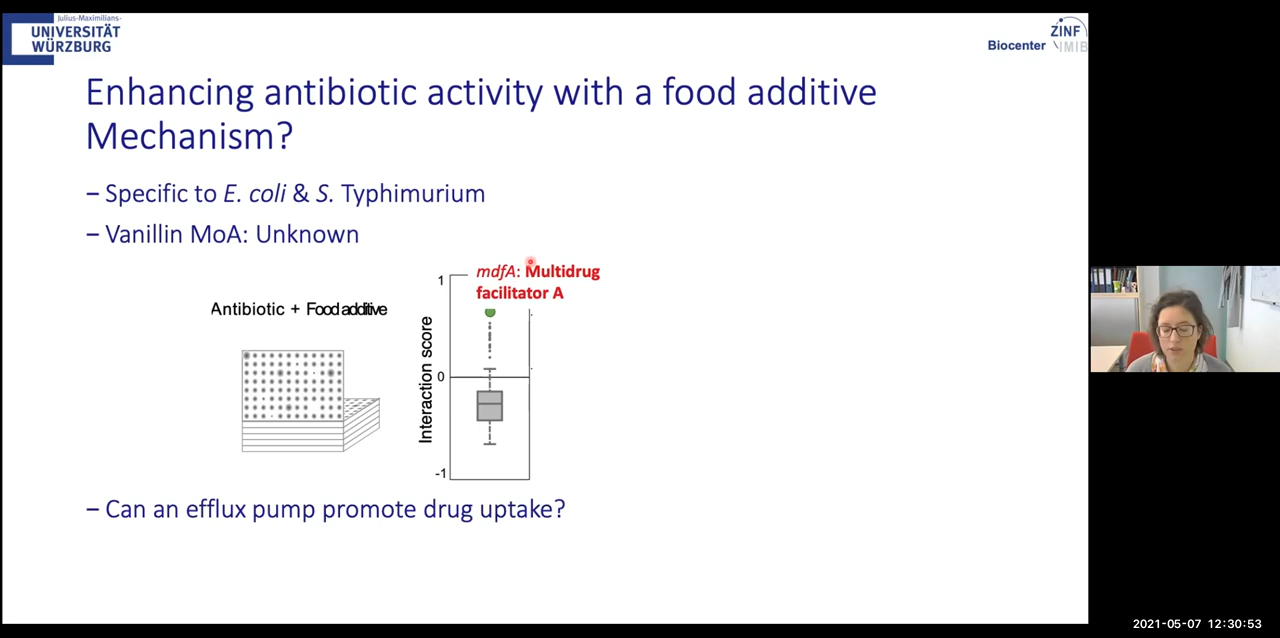 Julius-Maximilians-
UNIVERSITÄT
WÜRZBURG
ZINF
Biocenter
IMIB
Enhancing antibiotic activity with a food additive
Mechanism?
– Specific to E. coli & S. Typhimurium
– Vanillin MoA: Unknown
mdfA: Multidrug
facilitator A
Antibiotic + Food additive
1
0
-1
Interaction score
– Can an efflux pump promote drug uptake?
2021-05-07 12:30:53